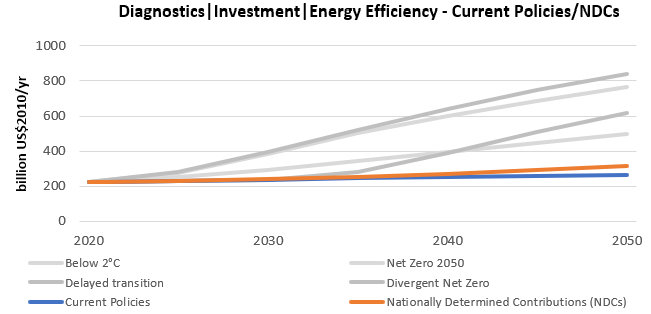 Diagnostics|Investment|Energy Efficiency - Current Policies/NDCs
billion US$2010/yr
1000
800
600
400
200
0
2020 2030 2040 2050
Below 2°C Net Zero 2050
Delayed transition Divergent Net Zero
Current Policies Nationally Determined Contributions (NDCs)